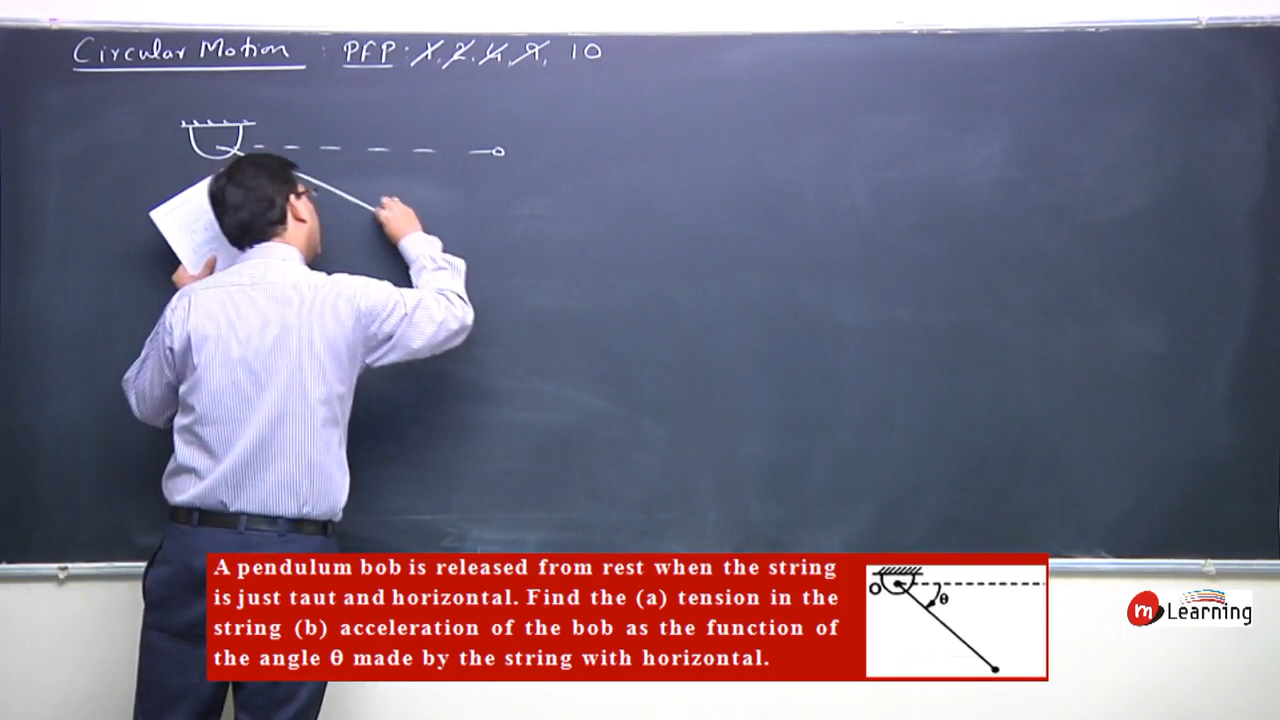 Circular Motion : PFP : 1, 2, 4, 9, 10
A pendulum bob is released from rest when the string
is just taut and horizontal. Find the (a) tension in the
string (b) acceleration of the bob as the function of
the angle θ made by the string with horizontal.
O
θ
m Learning